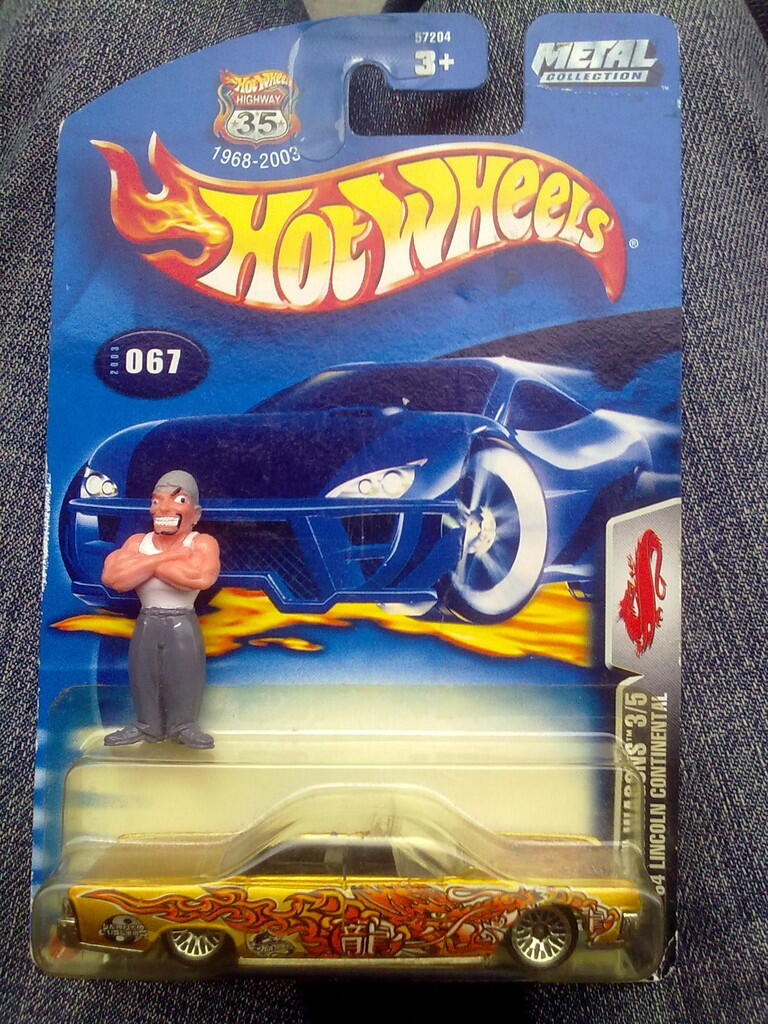 57204
3+
METAL
COLLECTION
Hot Wheels
HIGHWAY
35
1968-2003
Hot Wheels
®
2003 067
3/5
LINCOLN CONTINENTAL